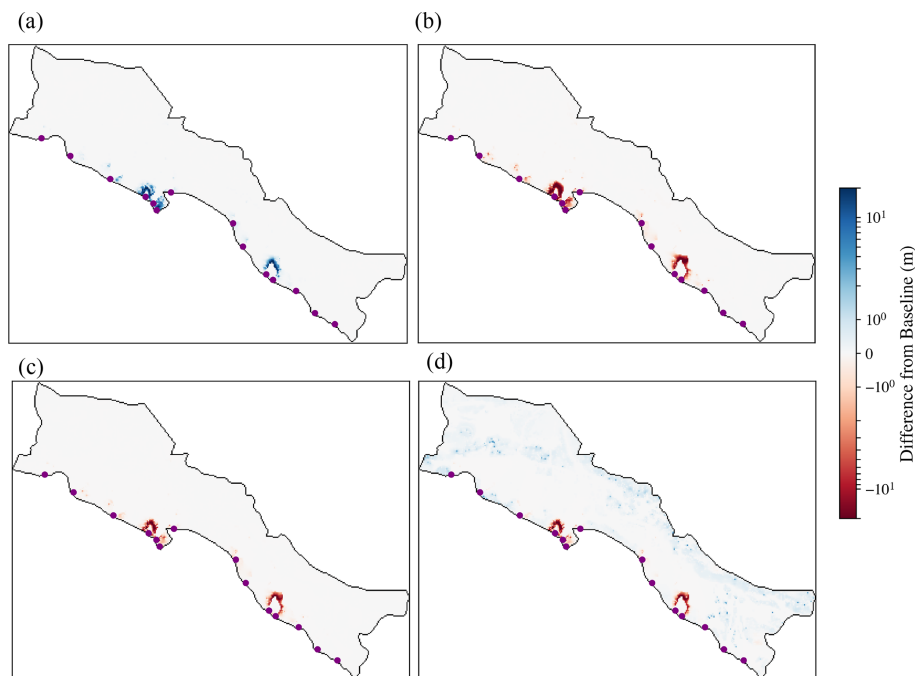 (a)
(b)
10¹
10⁰
0
−10⁰
−10¹
Difference from Baseline (m)
(c)
(d)